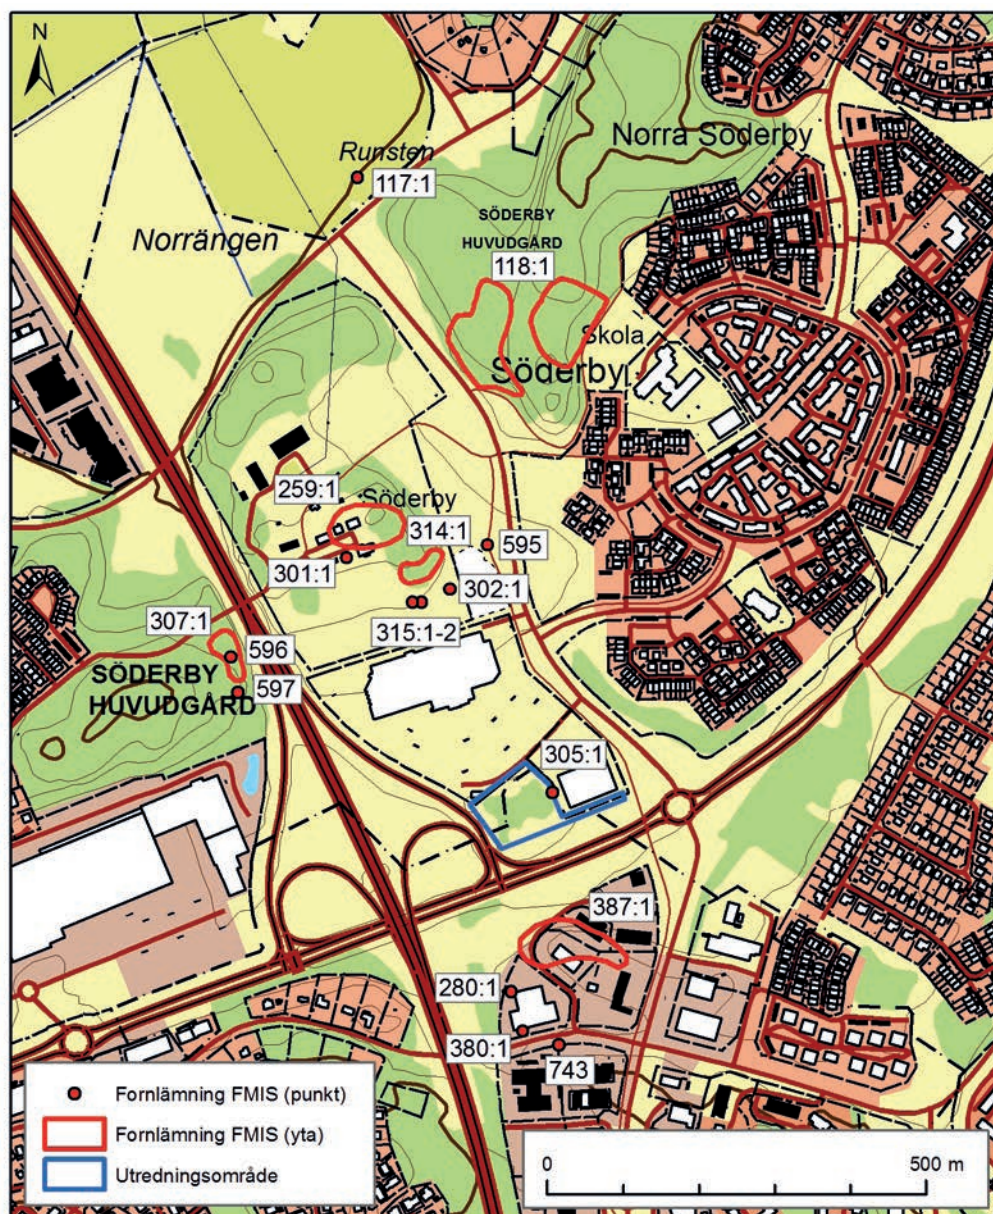 N
Norra Söderby
Runsten
117:1
SÖDERBY
HUVUDGÅRD
Norrängen
118:1
Skola
Söderby
259:1
Söderby
314:1
595
301:1
302:1
307:1
315:1-2
596
SÖDERBY
HUVUDGÅRD
597
305:1
387:1
280:1
380:1
743
Fornlämning FMIS (punkt)
Fornlämning FMIS (yta)
Utredningsområde
0 500 m